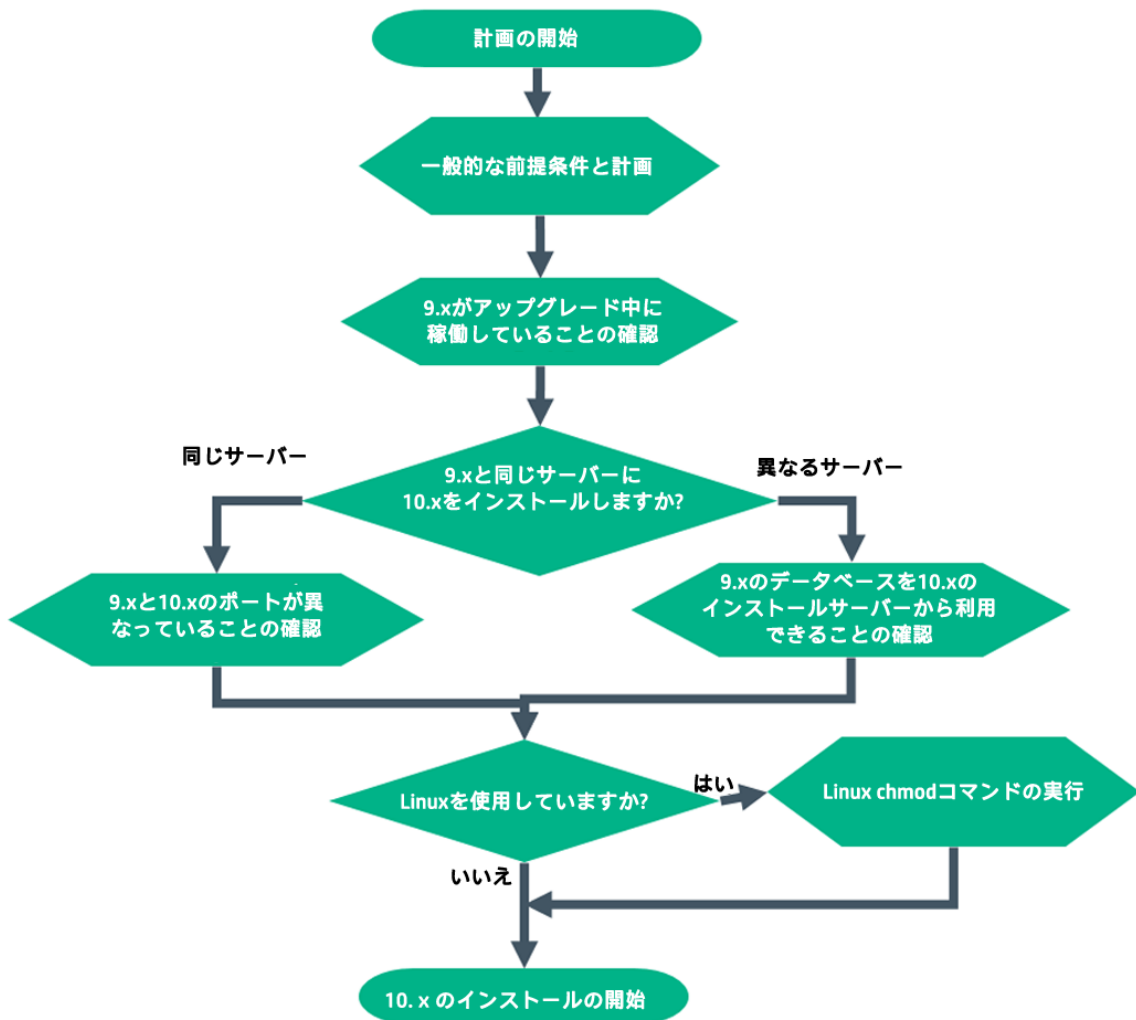 計画の開始
一般的な前提条件と計画
9.xがアップグレード中に
稼働していることの確認
同じサーバー
異なるサーバー
9.xと同じサーバーに
10.xをインストールしますか?
9.xと10.xのポートが異
なっていることの確認
9.xのデータベースを10.xの
インストールサーバーから利用
できることの確認
Linuxを使用していますか?
はい
Linux chmodコマンドの実行
いいえ
10. x のインストールの開始